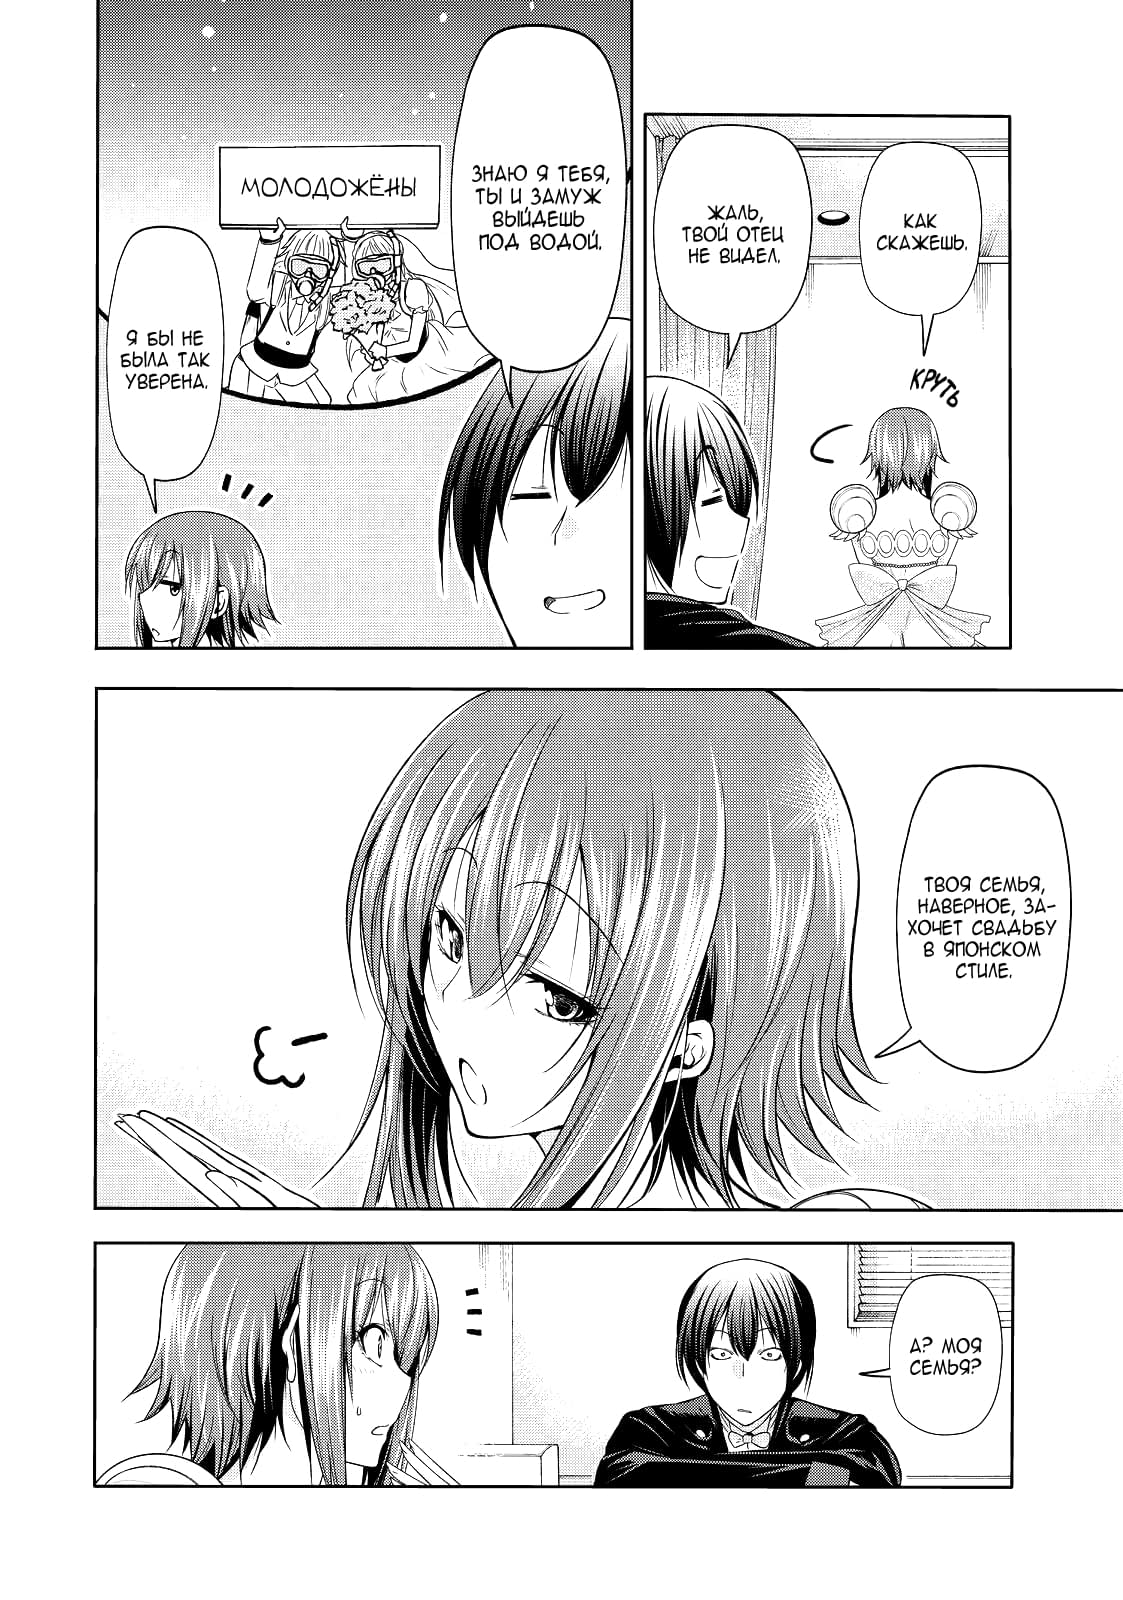 КАК
СКАЖЕШЬ.
ЖАЛЬ,
ТВОЙ ОТЕЦ
НЕ ВИДЕЛ.
КРУТЬ
ЗНАЮ Я ТЕБЯ,
ТЫ И ЗАМУЖ
ВЫЙДЕШЬ
ПОД ВОДОЙ.
МОЛОДОЖЁНЫ
Я БЫ НЕ
БЫЛА ТАК
УВЕРЕНА.
ТВОЯ СЕМЬЯ,
НАВЕРНОЕ, ЗА-
ХОЧЕТ СВАДЬБУ
В ЯПОНСКОМ
СТИЛЕ.
А? МОЯ
СЕМЬЯ?